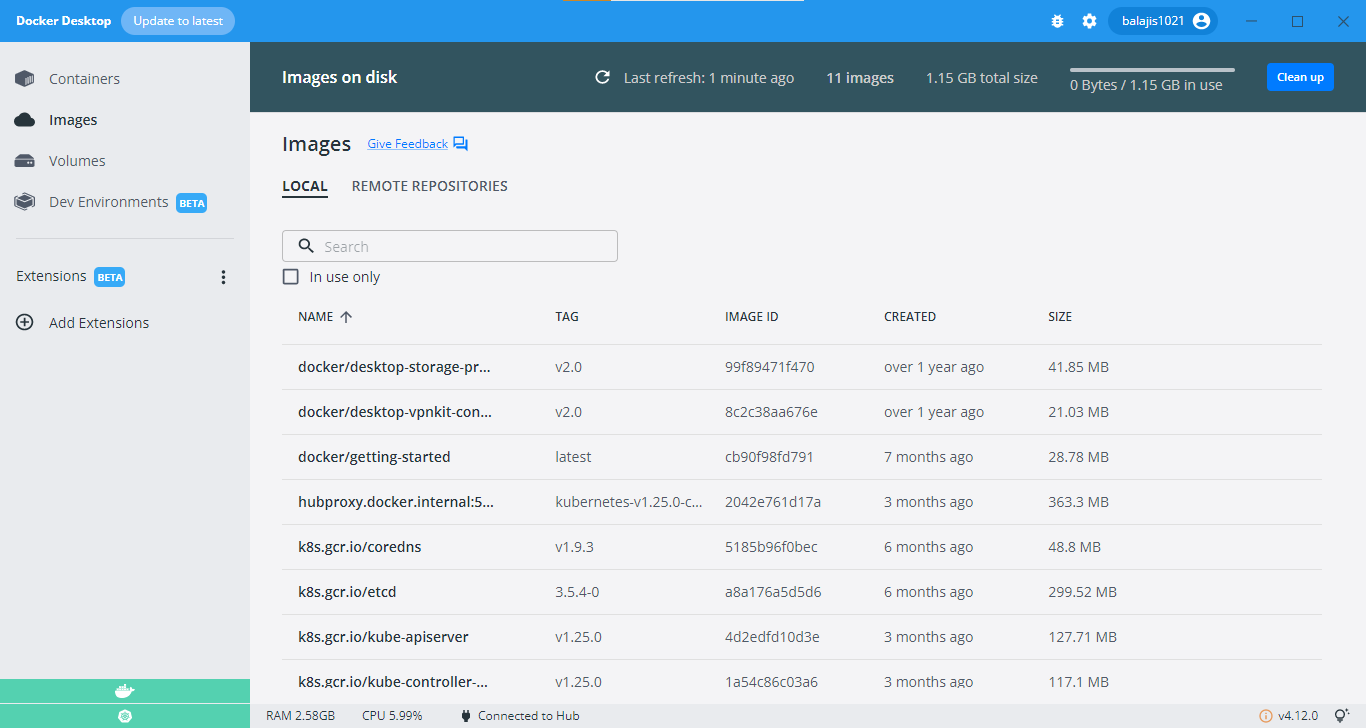 Docker Desktop Update to latest balajis1021
Containers
Images
Volumes
Dev Environments BETA
Extensions BETA
Add Extensions
Images on disk Last refresh: 1 minute ago 11 images 1.15 GB total size 0 Bytes / 1.15 GB in use Clean up
Images Give Feedback
LOCAL REMOTE REPOSITORIES
Search
In use only
NAME TAG IMAGE ID CREATED SIZE
docker/desktop-storage-pr... v2.0 99f89471f470 over 1 year ago 41.85 MB
docker/desktop-vpnkit-con... v2.0 8c2c38aa676e over 1 year ago 21.03 MB
docker/getting-started latest cb90f98fd791 7 months ago 28.78 MB
hubproxy.docker.internal:5... kubernetes-v1.25.0-c... 2042e761d17a 3 months ago 363.3 MB
k8s.gcr.io/coredns v1.9.3 5185b96f0bec 6 months ago 48.8 MB
k8s.gcr.io/etcd 3.5.4-0 a8a176a5d5d6 6 months ago 299.52 MB
k8s.gcr.io/kube-apiserver v1.25.0 4d2edfd10d3e 3 months ago 127.71 MB
k8s.gcr.io/kube-controller-... v1.25.0 1a54c86c03a6 3 months ago 117.1 MB
RAM 2.58GB CPU 5.99% Connected to Hub v4.12.0